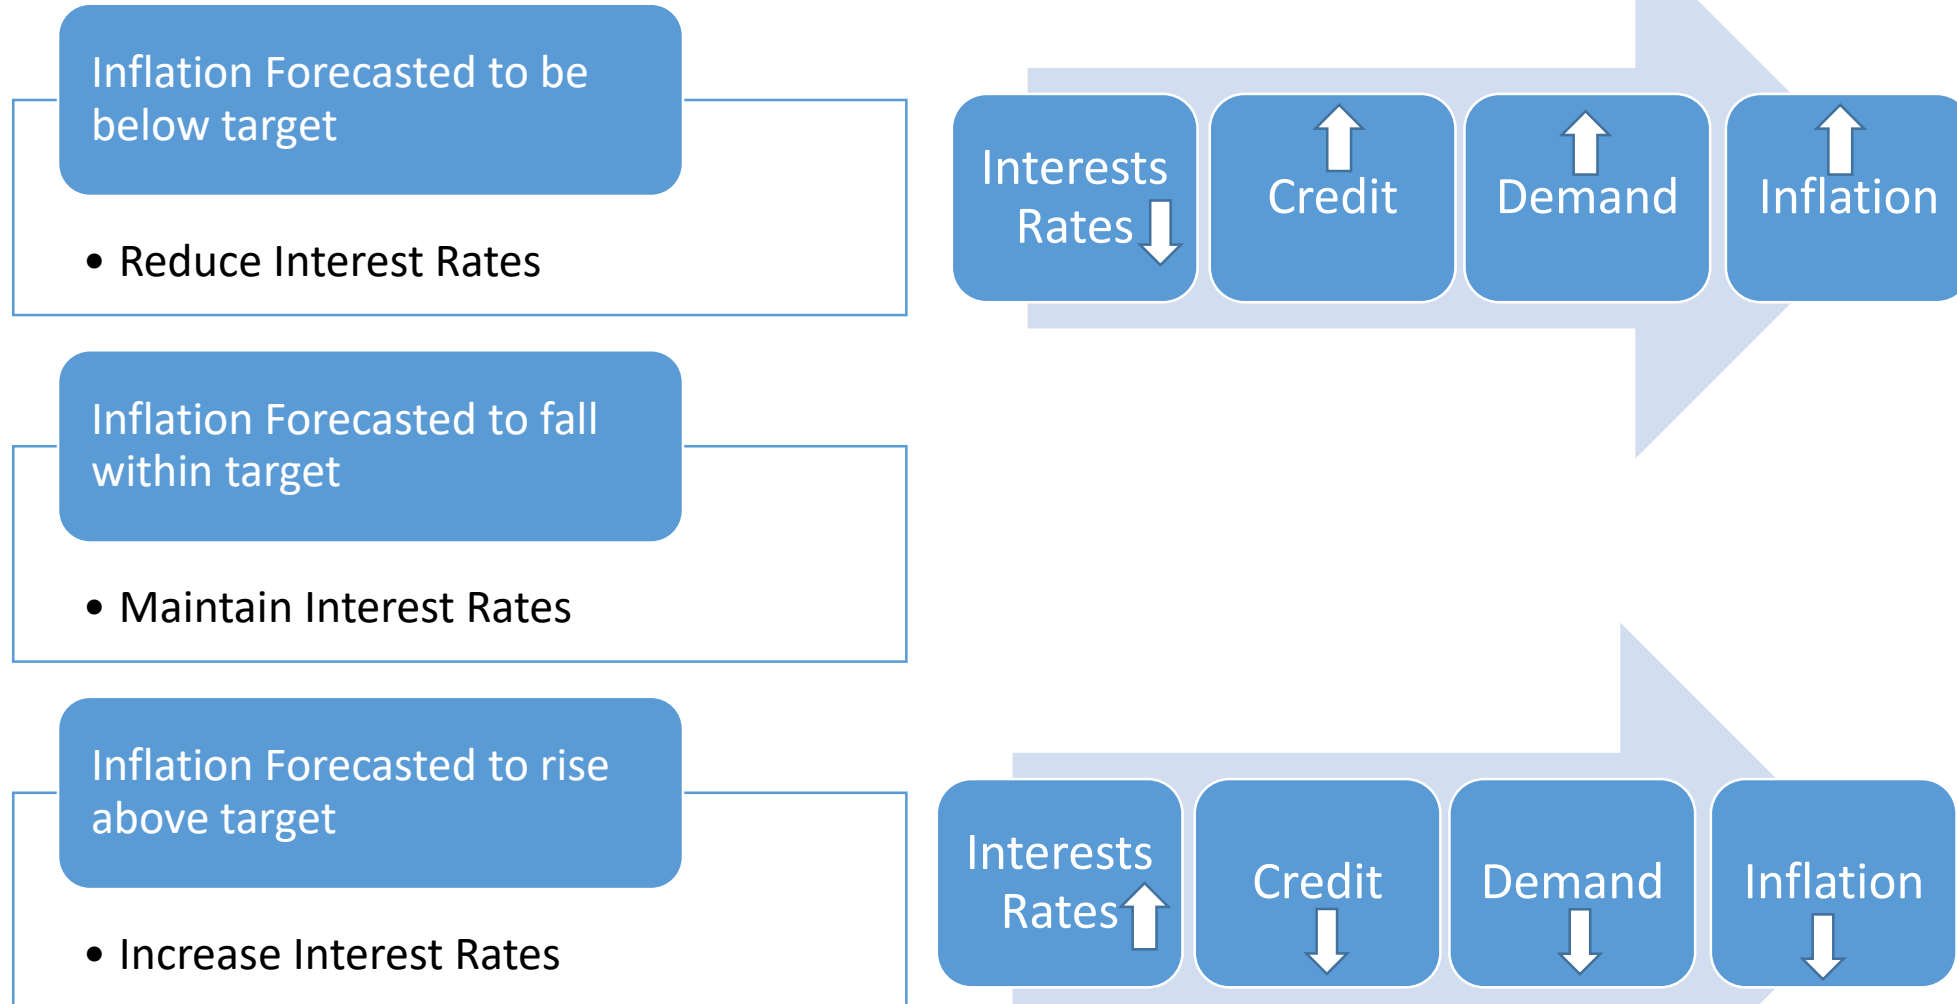 Inflation Forecasted to be
below target
• Reduce Interest Rates
Interests
Rates
Credit
Demand
Inflation
Inflation Forecasted to fall
within target
• Maintain Interest Rates
Inflation Forecasted to rise
above target
• Increase Interest Rates
Interests
Rates
Credit
Demand
Inflation